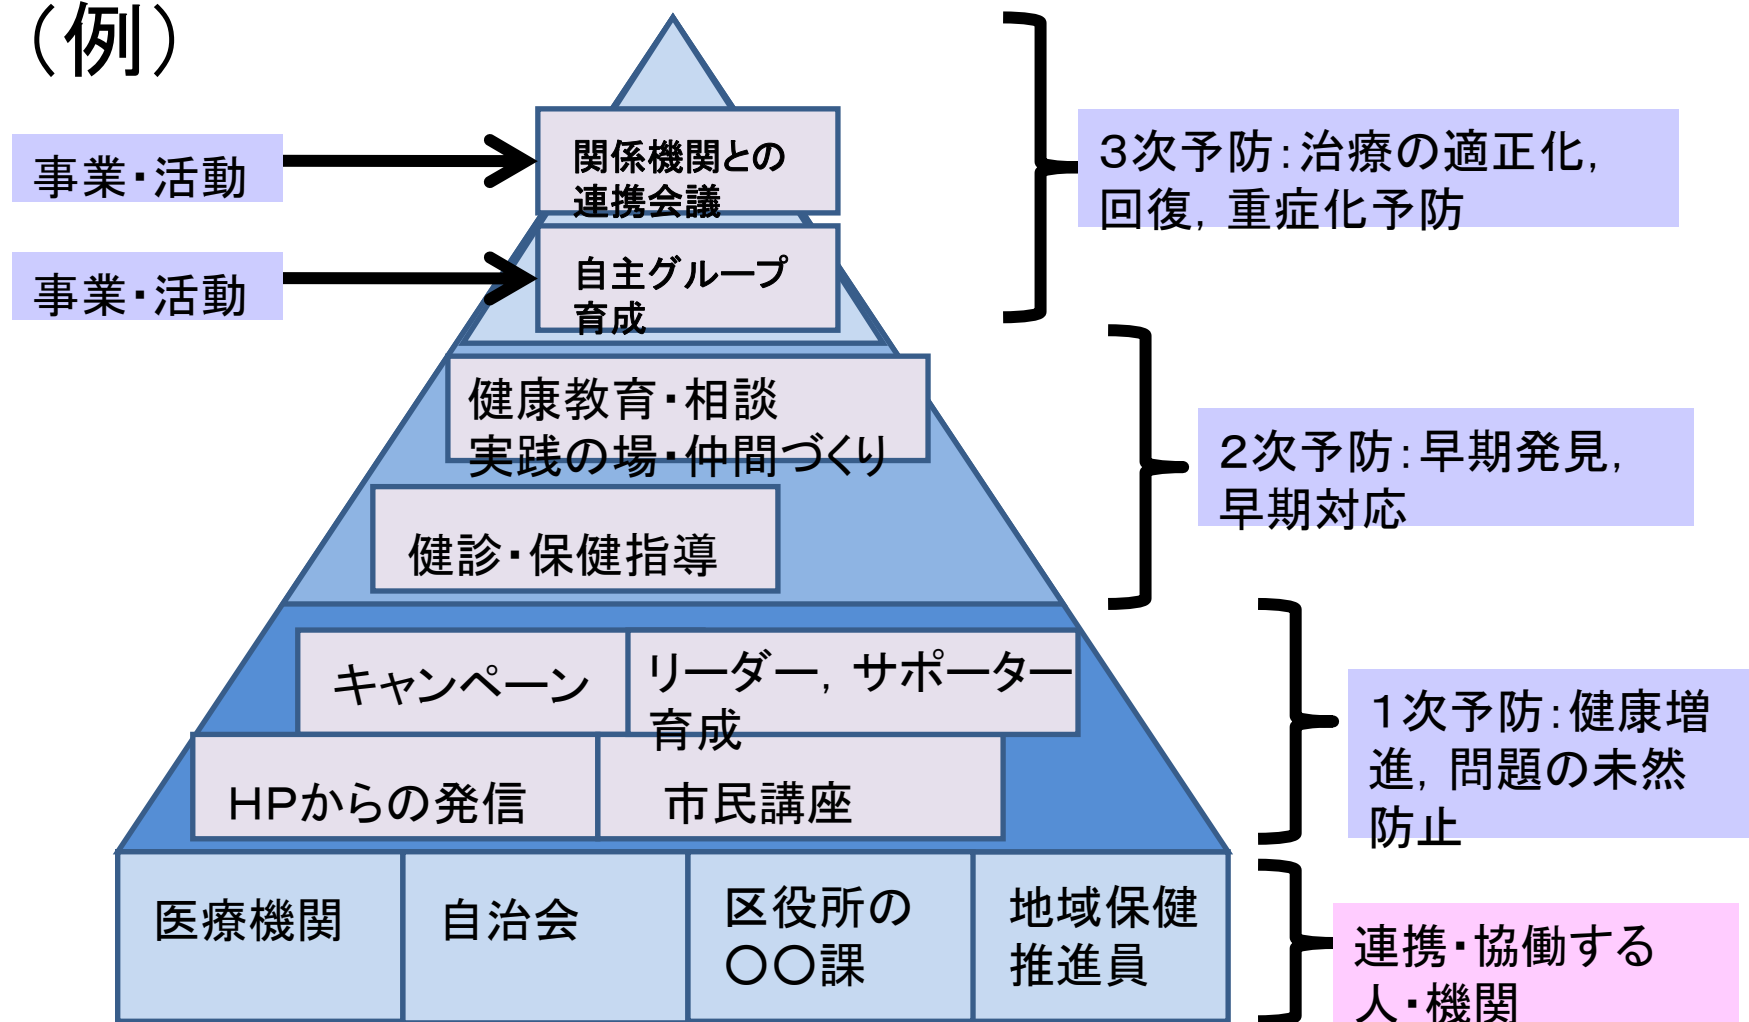 （例）
事業・活動
関係機関との
連携会議
３次予防：治療の適正化，
回復，重症化予防
事業・活動
自主グループ
育成
健康教育・相談
実践の場・仲間づくり
２次予防：早期発見，
早期対応
健診・保健指導
キャンペーン
リーダー，サポーター
育成
１次予防：健康増
進，問題の未然
防止
HPからの発信
市民講座
医療機関
自治会
区役所の
〇〇課
地域保健
推進員
連携・協働する
人・機関